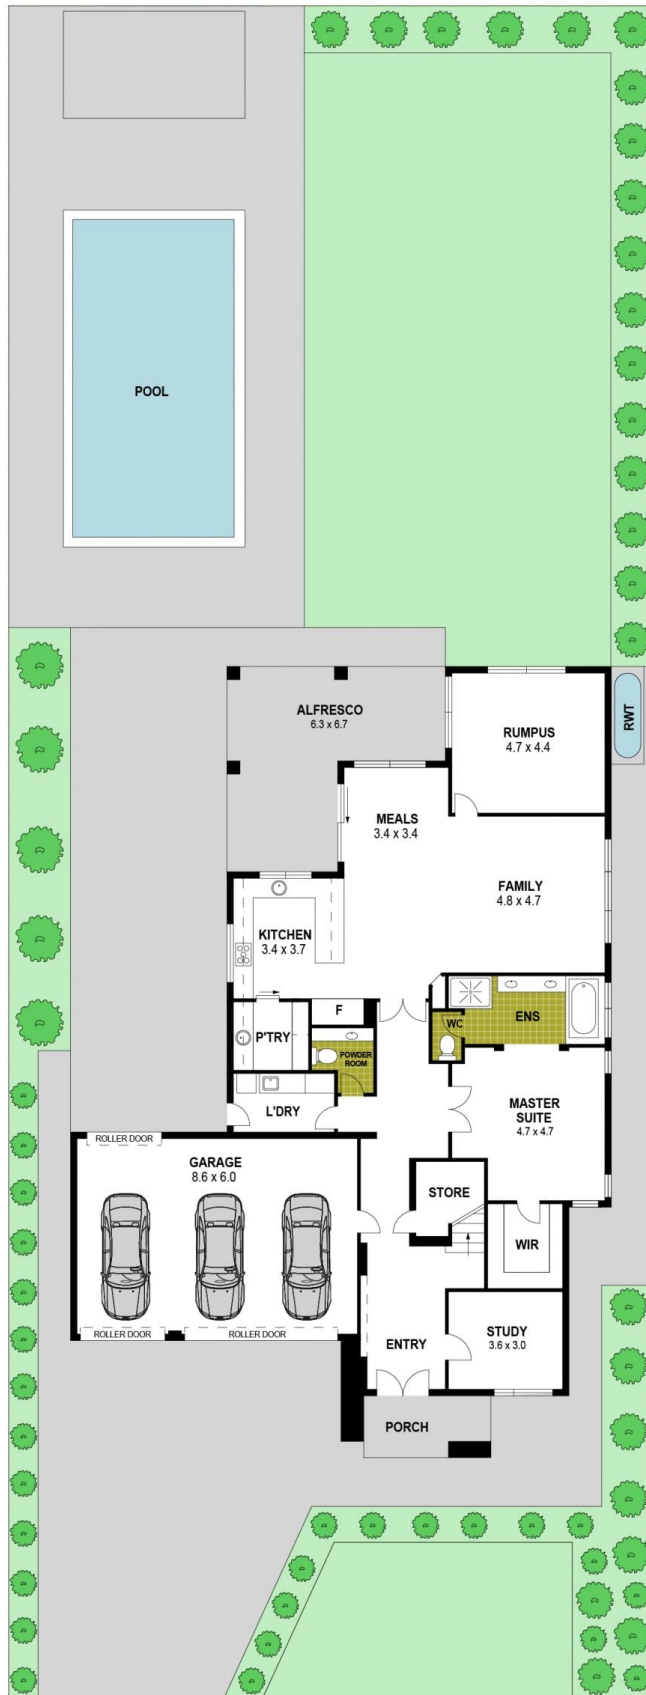 POOL
ALFRESCO
6.3 x 6.7
RUMPUS
4.7 x 4.4
RWT
MEALS
3.4 x 3.4
FAMILY
4.8 x 4.7
KITCHEN
3.4 x 3.7
F
WC
ENS
P'TRY
POWDER
ROOM
L'DRY
MASTER
SUITE
4.7 x 4.7
ROLLER DOOR
GARAGE
8.6 x 6.0
STORE
WIR
ROLLER DOOR
ROLLER DOOR
ENTRY
STUDY
3.6 x 3.0
PORCH